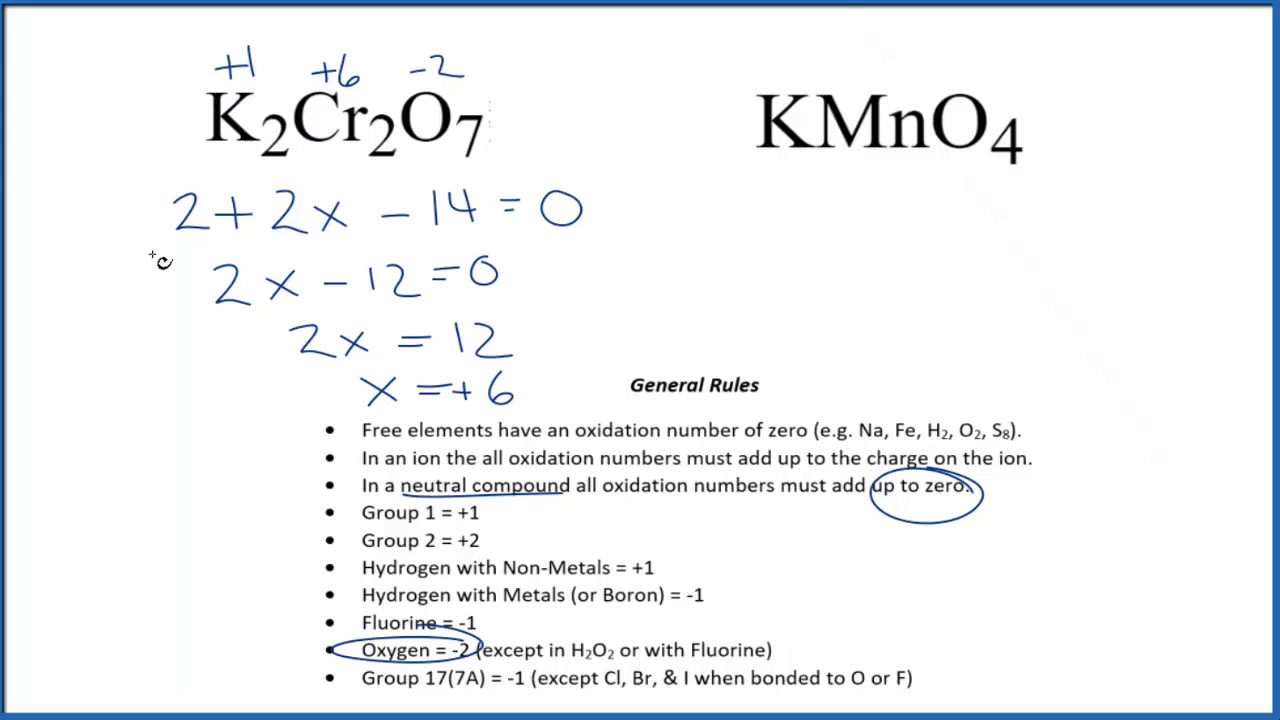 +1 +6 -2
K₂Cr₂O₇
KMnO₄
2 + 2x - 14 = 0
2x - 12 = 0
2x = 12
x = +6
General Rules
• Free elements have an oxidation number of zero (e.g. Na, Fe, H₂, O₂, S₈).
• In an ion the all oxidation numbers must add up to the charge on the ion.
• In a neutral compound all oxidation numbers must add up to zero.
• Group 1 = +1
• Group 2 = +2
• Hydrogen with Non-Metals = +1
• Hydrogen with Metals (or Boron) = -1
• Fluorine = -1
• Oxygen = -2 (except in H₂O₂ or with Fluorine)
• Group 17(7A) = -1 (except Cl, Br, & I when bonded to O or F)